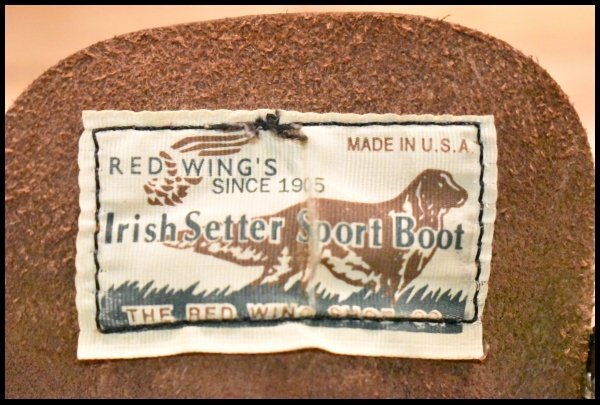 RED WING'S
SINCE 1905
MADE IN U.S.A.
Irish Setter Sport Boot
THE RED WING SHOE CO